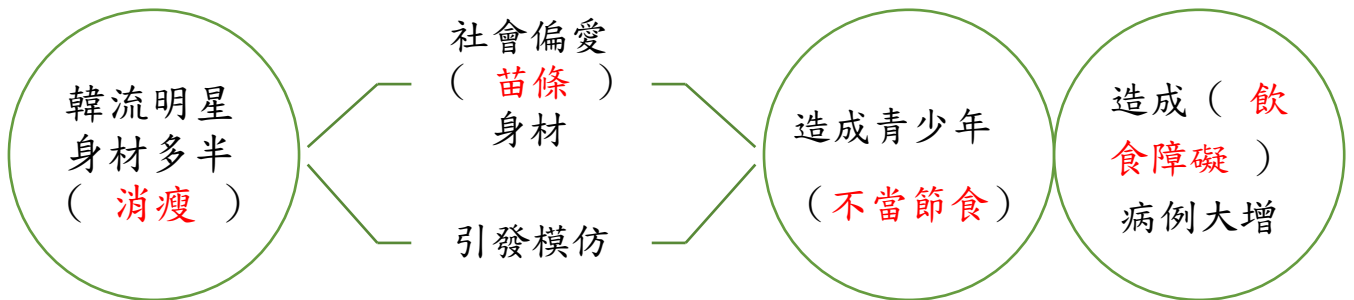 韓流明星
身材多半
（ 消瘦 ）
社會偏愛
（ 苗條 ）
身材
引發模仿
造成青少年
（不當節食）
造成（ 飲
食障礙 ）
病例大增